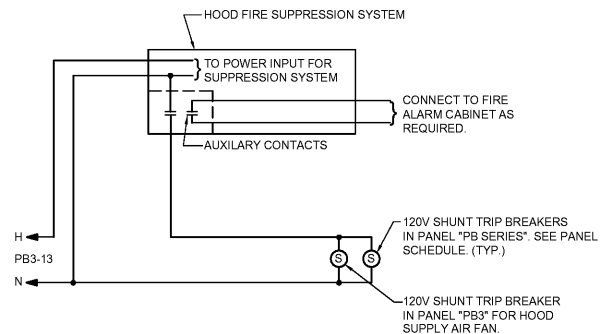 HOOD FIRE SUPPRESSION SYSTEM
TO POWER INPUT FOR
SUPPRESSION SYSTEM
CONNECT TO FIRE
ALARM CABINET AS
REQUIRED.
AUXILARY CONTACTS
H
PB3-13
N
S
S
120V SHUNT TRIP BREAKERS
IN PANEL "PB SERIES". SEE PANEL
SCHEDULE. (TYP.)
120V SHUNT TRIP BREAKER
IN PANEL "PB3" FOR HOOD
SUPPLY AIR FAN.